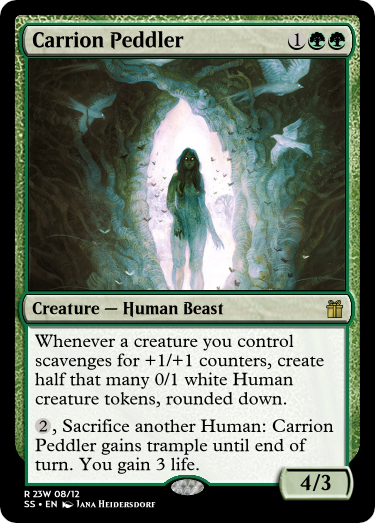 Carrion Peddler 1
Creature — Human Beast
Whenever a creature you control
scavenges for +1/+1 counters, create
half that many 0/1 white Human
creature tokens, rounded down.
2, Sacrifice another Human: Carrion
Peddler gains trample until end of
turn. You gain 3 life.
4/3
R 23W 08/12
SS • EN Jana Heidersdorf